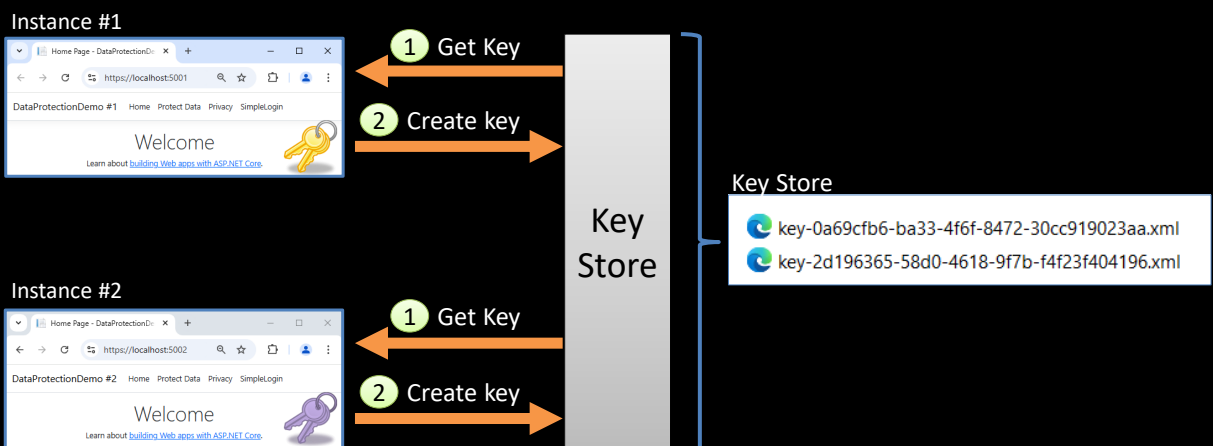 Instance #1
Home Page - DataProtectionDe
https://localhost:5001
DataProtectionDemo #1 Home Protect Data Privacy SimpleLogin
Welcome
Learn about building Web apps with ASP.NET Core.
1 Get Key
2 Create key
Key
Store
Key Store
key-0a69cfb6-ba33-4f6f-8472-30cc919023aa.xml
key-2d196365-58d0-4618-9f7b-f4f23f404196.xml
Instance #2
Home Page - DataProtectionDe
https://localhost:5002
DataProtectionDemo #2 Home Protect Data Privacy SimpleLogin
Welcome
Learn about building Web apps with ASP.NET Core.
1 Get Key
2 Create key